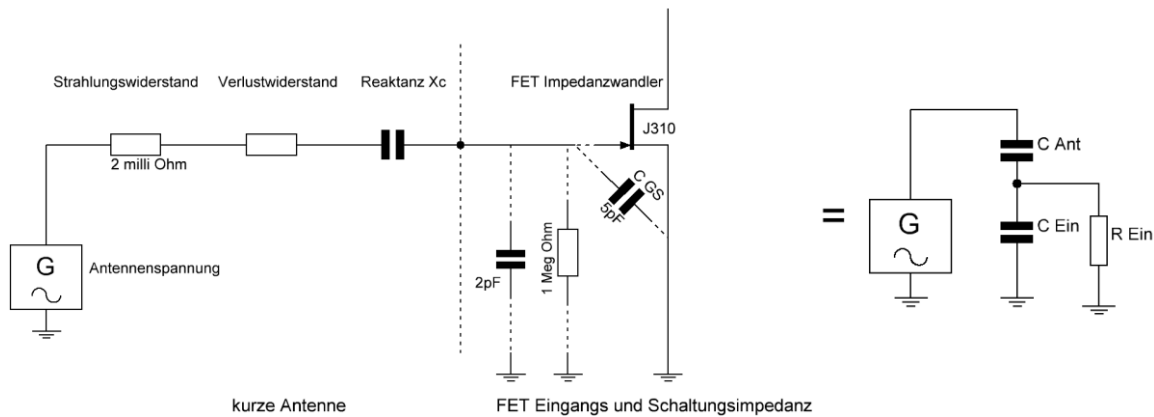 Strahlungswiderstand
Verlustwiderstand
Reaktanz Xc
FET Impedanzwandler
J310
2 milli Ohm
C GS
5pF
G
Antennenspannung
2pF
1 Meg Ohm
kurze Antenne
FET Eingangs und Schaltungsimpedanz
=
C Ant
G
C Ein
R Ein